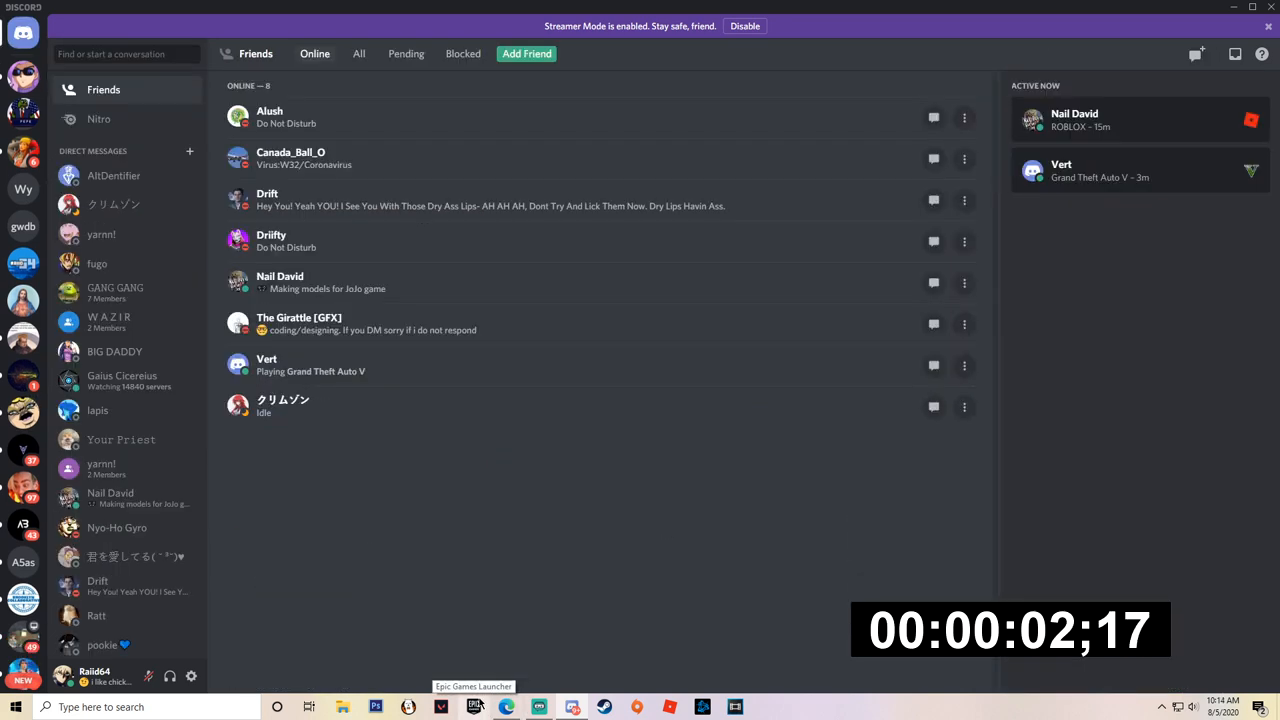 DISCORD
Streamer Mode is enabled. Stay safe, friend. Disable
Find or start a conversation
Friends Online All Pending Blocked Add Friend
Friends
Nitro
DIRECT MESSAGES
AltDentifier
クリムゾン
yarnn!
fugo
GANG GANG
7 Members
W A Z I R
2 Members
BIG DADDY
Gaius Cicereius
Watching 14840 servers
lapis
Your Priest
yarnn!
2 Members
Nail David
Making models for JoJo g...
Nyo-Ho Gyro
君を愛してる( ˘ ³˘)♥
Drift
Hey You! Yeah YOU! I See Y...
Ratt
pookie💙
Raiid64
i like chick...
6
Wy
gwdb
1
37
97
43
A5as
49
NEW
ONLINE — 8
Alush
Do Not Disturb
Canada_Ball_O
Virus:W32/Coronavirus
Drift
Hey You! Yeah YOU! I See You With Those Dry Ass Lips- AH AH AH, Dont Try And Lick Them Now. Dry Lips Havin Ass.
Driifty
Do Not Disturb
Nail David
Making models for JoJo game
The Girattle [GFX]
🤓 coding/designing. If you DM sorry if i do not respond
Vert
Playing Grand Theft Auto V
クリムゾン
Idle
ACTIVE NOW
Nail David
ROBLOX – 15m
Vert
Grand Theft Auto V – 3m
00:00:02;17
Epic Games Launcher
Type here to search
EPIC
10:14 AM
8/5/2020
2